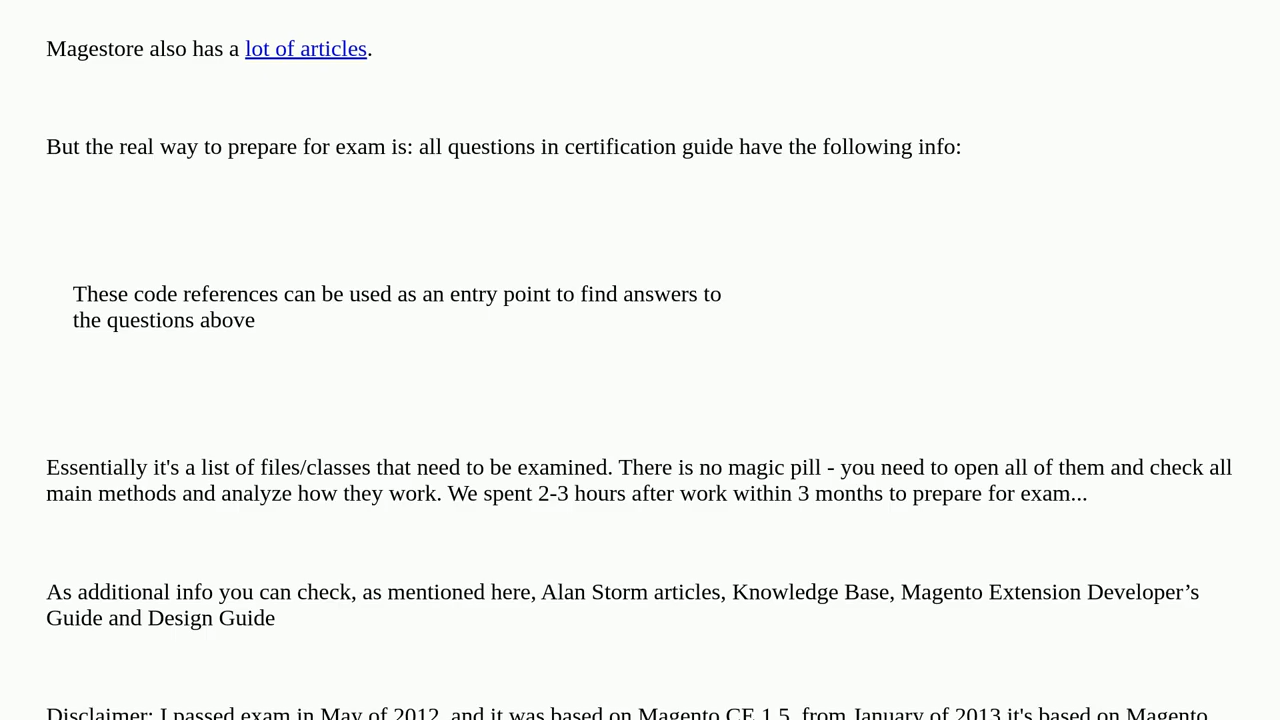 Magestore also has a lot of articles.
But the real way to prepare for exam is: all questions in certification guide have the following info:
These code references can be used as an entry point to find answers to
the questions above
Essentially it's a list of files/classes that need to be examined. There is no magic pill - you need to open all of them and check all
main methods and analyze how they work. We spent 2-3 hours after work within 3 months to prepare for exam...
As additional info you can check, as mentioned here, Alan Storm articles, Knowledge Base, Magento Extension Developer’s
Guide and Design Guide
Disclaimer: I passed exam in May of 2012, and it was based on Magento CE 1.5, from January of 2013 it's based on Magento